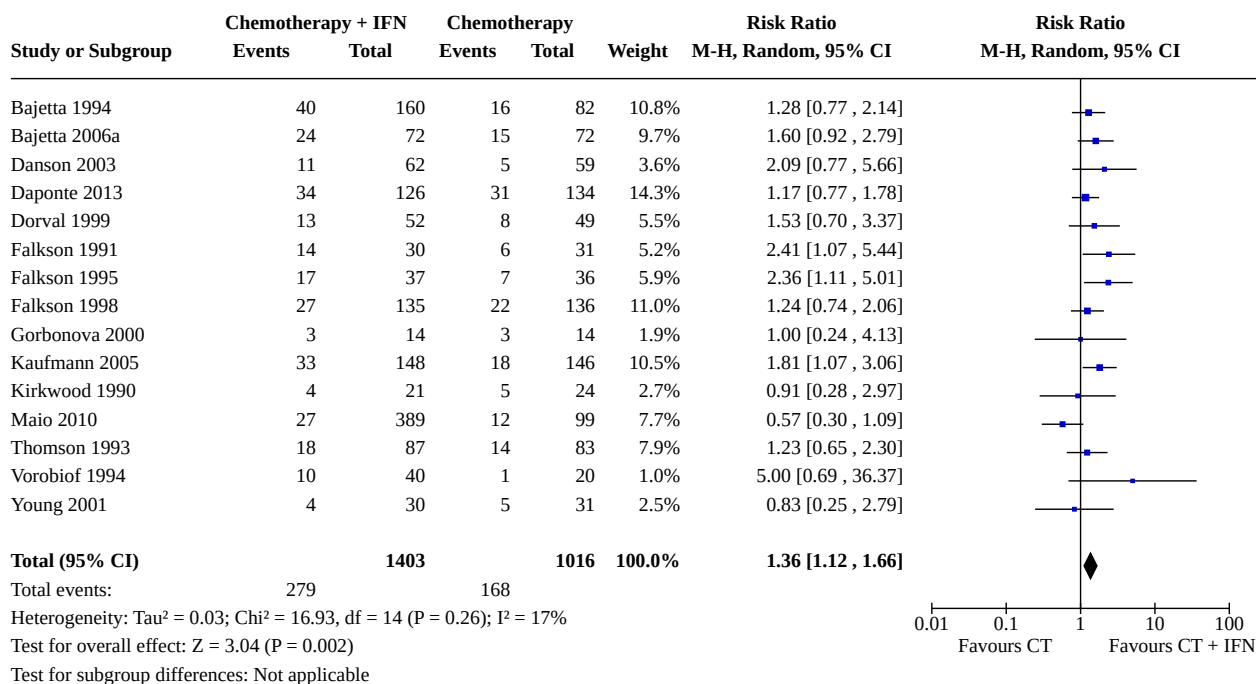 Chemotherapy + IFN Chemotherapy Risk Ratio Risk Ratio
Study or Subgroup Events Total Events Total Weight M-H, Random, 95% CI M-H, Random, 95% CI
Bajetta 1994 40 160 16 82 10.8% 1.28 [0.77 , 2.14]
Bajetta 2006a 24 72 15 72 9.7% 1.60 [0.92 , 2.79]
Danson 2003 11 62 5 59 3.6% 2.09 [0.77 , 5.66]
Daponte 2013 34 126 31 134 14.3% 1.17 [0.77 , 1.78]
Dorval 1999 13 52 8 49 5.5% 1.53 [0.70 , 3.37]
Falkson 1991 14 30 6 31 5.2% 2.41 [1.07 , 5.44]
Falkson 1995 17 37 7 36 5.9% 2.36 [1.11 , 5.01]
Falkson 1998 27 135 22 136 11.0% 1.24 [0.74 , 2.06]
Gorbonova 2000 3 14 3 14 1.9% 1.00 [0.24 , 4.13]
Kaufmann 2005 33 148 18 146 10.5% 1.81 [1.07 , 3.06]
Kirkwood 1990 4 21 5 24 2.7% 0.91 [0.28 , 2.97]
Maio 2010 27 389 12 99 7.7% 0.57 [0.30 , 1.09]
Thomson 1993 18 87 14 83 7.9% 1.23 [0.65 , 2.30]
Vorobiof 1994 10 40 1 20 1.0% 5.00 [0.69 , 36.37]
Young 2001 4 30 5 31 2.5% 0.83 [0.25 , 2.79]
Total (95% CI) 1403 1016 100.0% 1.36 [1.12 , 1.66]
Total events: 279 168
Heterogeneity: Tau² = 0.03; Chi² = 16.93, df = 14 (P = 0.26); I² = 17%
Test for overall effect: Z = 3.04 (P = 0.002)
Test for subgroup differences: Not applicable
0.01 0.1 1 10 100
Favours CT Favours CT + IFN